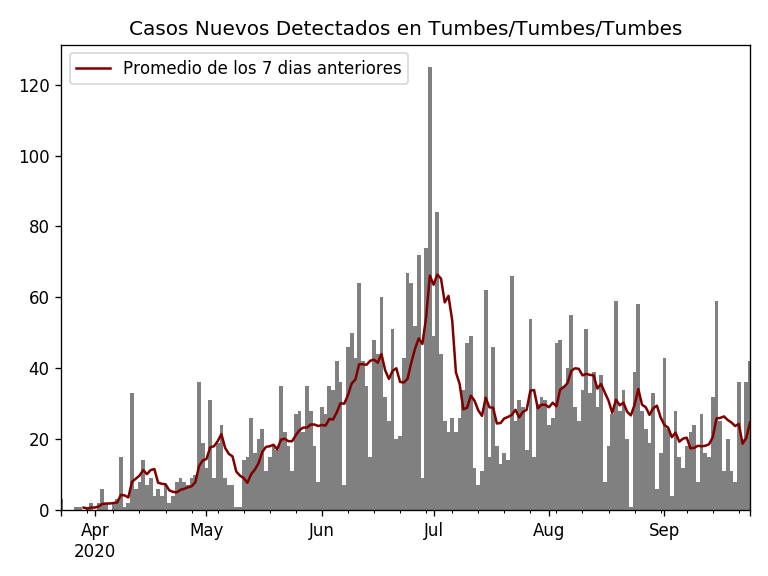 Casos Nuevos Detectados en Tumbes/Tumbes/Tumbes
Promedio de los 7 dias anteriores
120
100
80
60
40
20
0
Apr May Jun Jul Aug Sep
2020